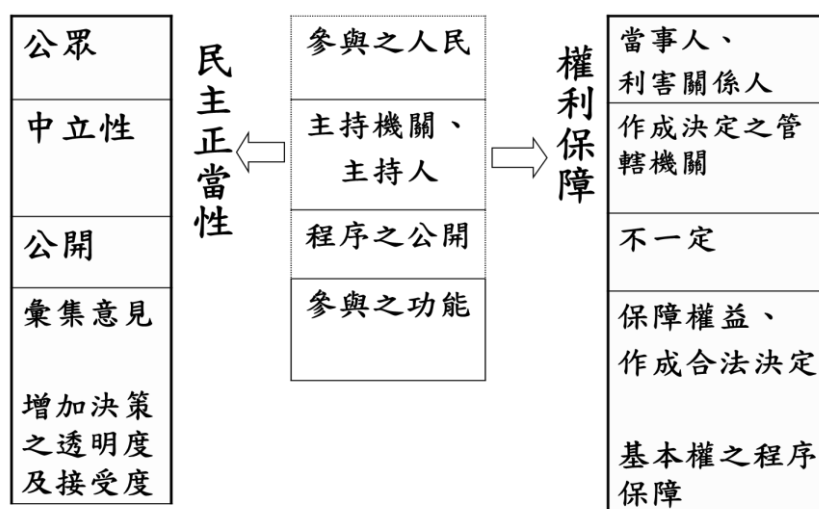 公眾
中立性
公開
彙集意見
增加決策
之透明度
及接受度
民主正當性
參與之人民
主持機關、
主持人
程序之公開
參與之功能
權利保障
當事人、
利害關係人
作成決定之管
轄機關
不一定
保障權益、
作成合法決定
基本權之程序
保障